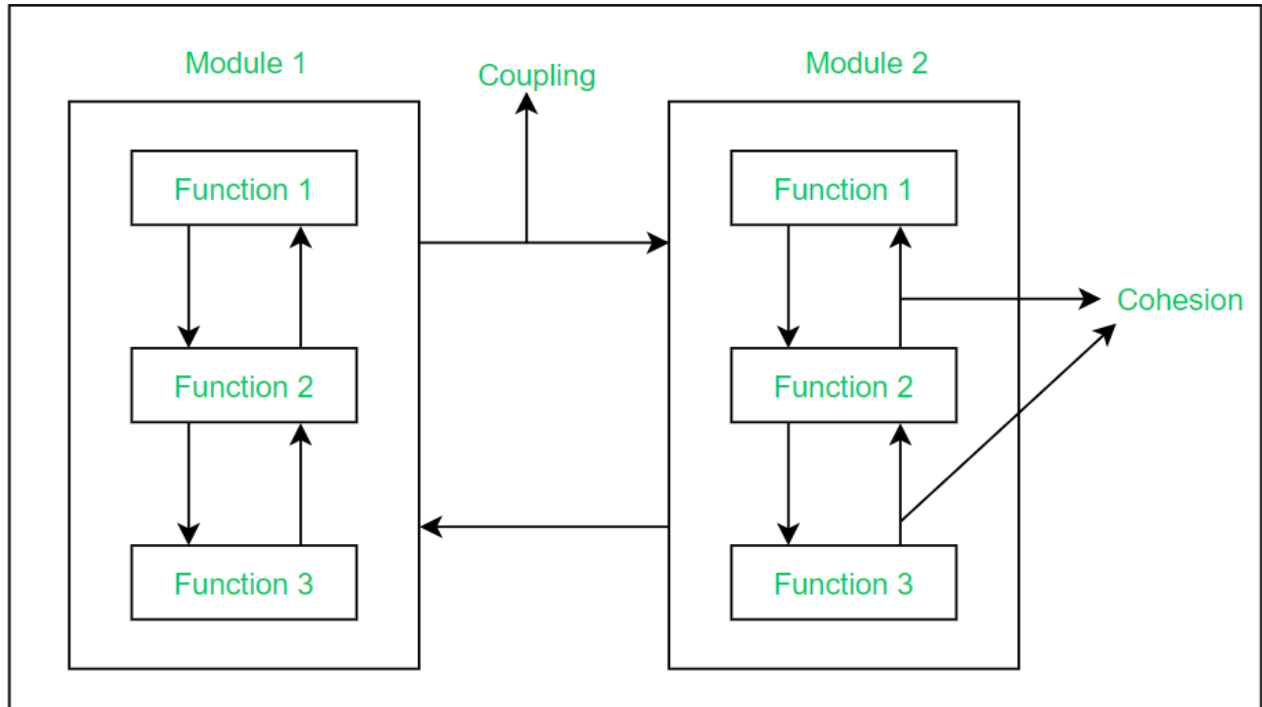 Module 1
Coupling
Module 2
Function 1
Function 1
Cohesion
Function 2
Function 2
Function 3
Function 3